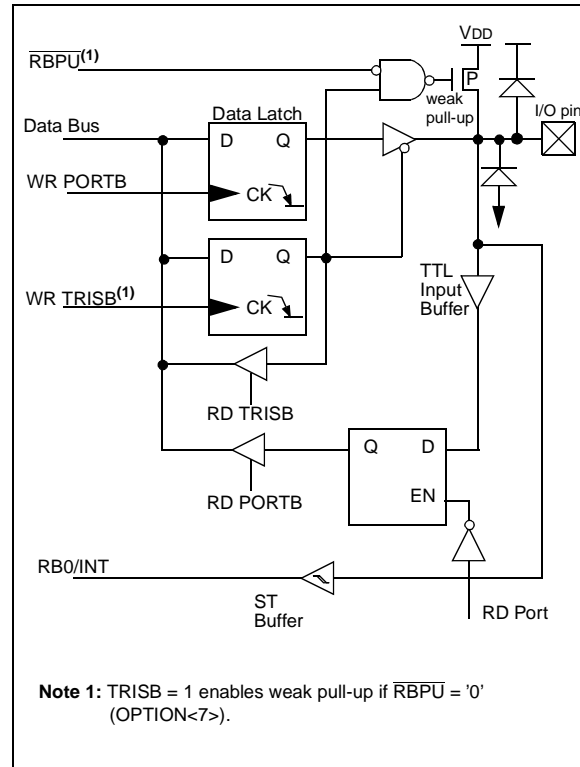 VDD
RBPU(1)
P
weak
pull-up
I/O pin
Data Bus
Data Latch
D Q
WR PORTB
CK
D Q
WR TRISB(1)
CK
TTL
Input
Buffer
RD TRISB
Q D
EN
RD PORTB
RB0/INT
ST
Buffer
RD Port
Note 1: TRISB = 1 enables weak pull-up if RBPU = '0'
(OPTION<7>).